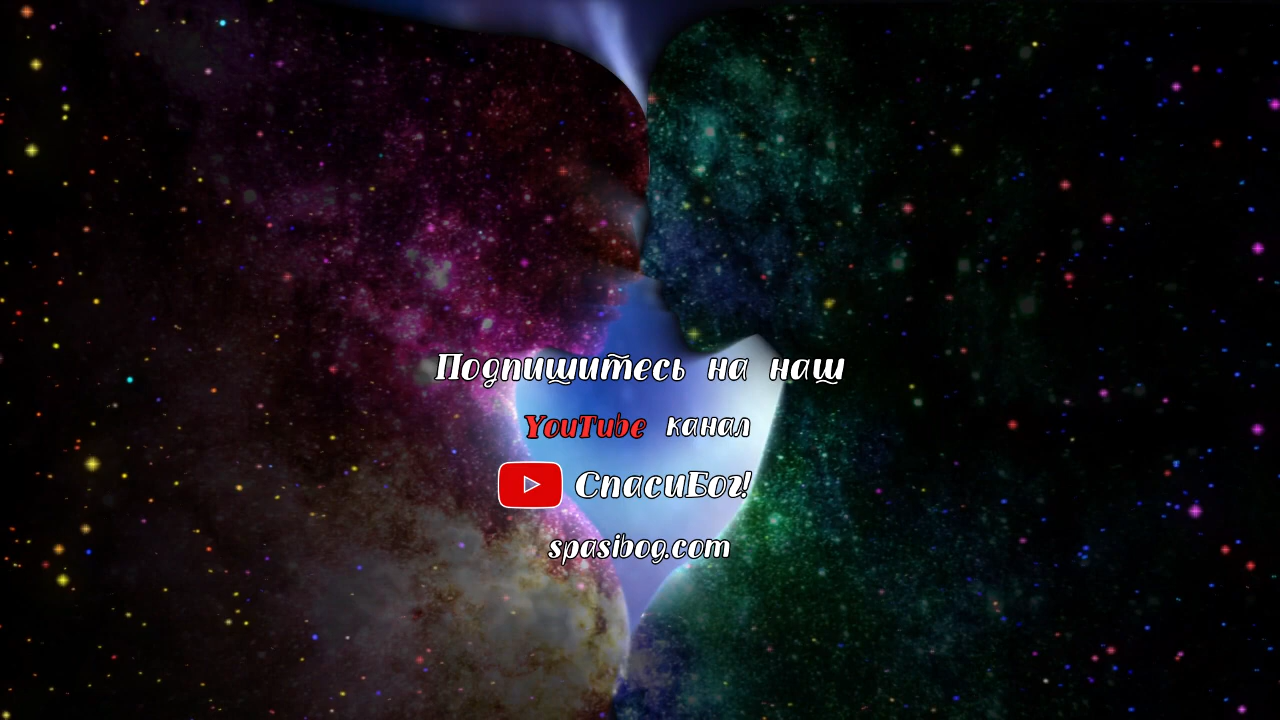 Подпишитесь на наш
YouTube канал
СпасиБог!
spasibog.com